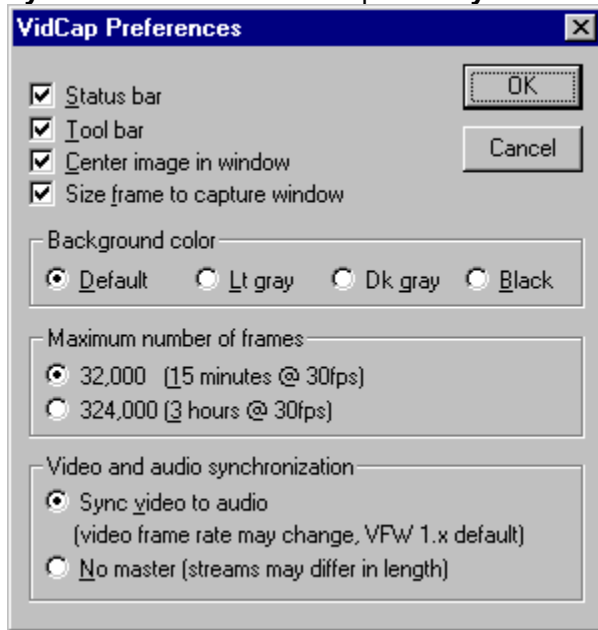 VidCap Preferences
Status bar
Tool bar
Center image in window
Size frame to capture window
OK
Cancel
Background color
Default Lt gray Dk gray Black
Maximum number of frames
32,000 (15 minutes @ 30fps)
324,000 (3 hours @ 30fps)
Video and audio synchronization
Sync video to audio
(video frame rate may change, VFW 1.x default)
No master (streams may differ in length)